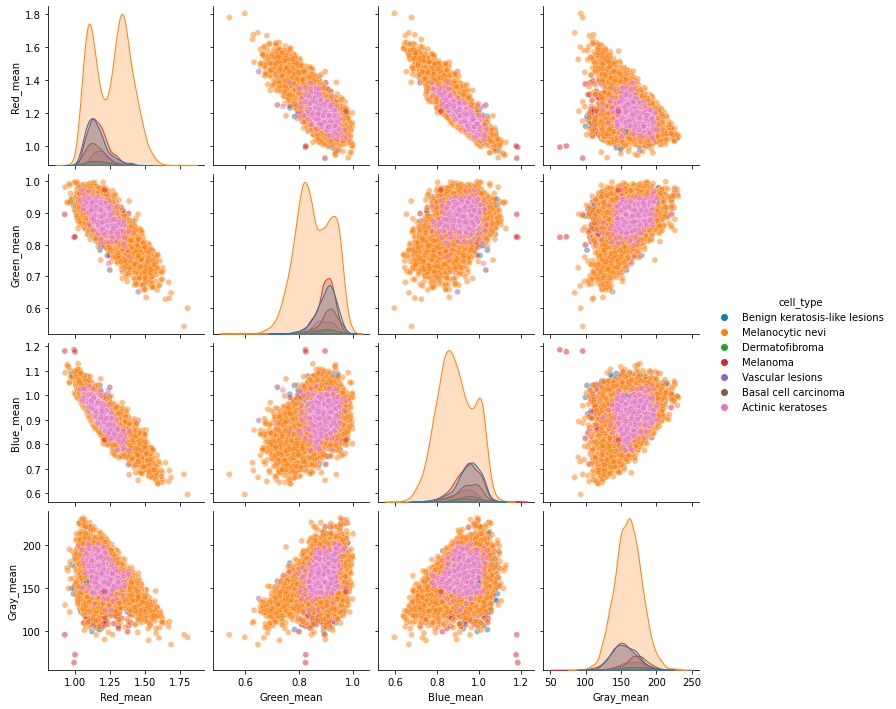 1.8
1.6
1.4
1.2
1.0
Red_mean
1.0
0.9
0.8
0.7
0.6
Green_mean
cell_type
Benign keratosis-like lesions
Melanocytic nevi
Dermatofibroma
Melanoma
Vascular lesions
Basal cell carcinoma
Actinic keratoses
1.2
1.1
1.0
0.9
0.8
0.7
0.6
Blue_mean
200
150
100
Gray_mean
1.00 1.25 1.50 1.75
Red_mean
0.6 0.8 1.0
Green_mean
0.6 0.8 1.0 1.2
Blue_mean
50 100 150 200 250
Gray_mean